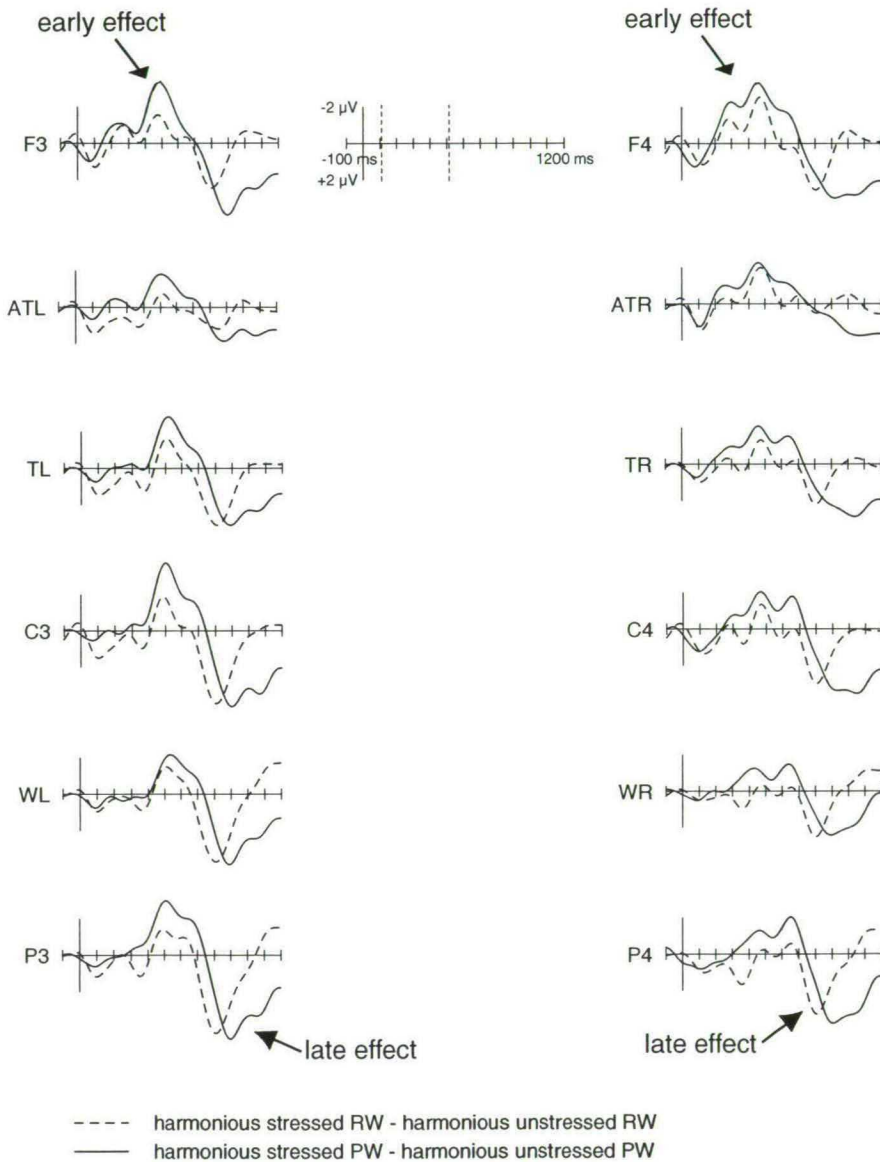 early effect
early effect
F3
-2 µV
-100 ms
1200 ms
+2 µV
F4
ATL
ATR
TL
TR
C3
C4
WL
WR
P3
P4
late effect
late effect
harmonious stressed RW - harmonious unstressed RW
harmonious stressed PW - harmonious unstressed PW